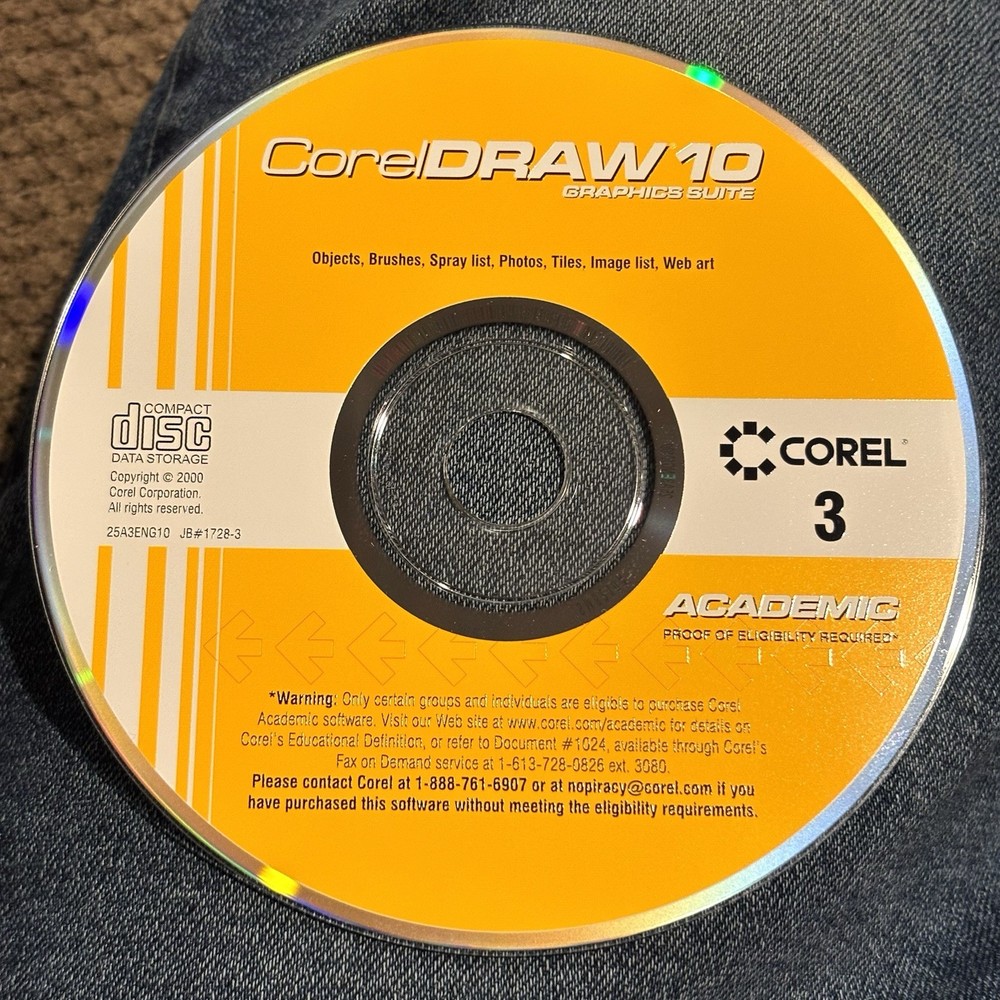 CorelDRAW® 10
GRAPHICS SUITE
Objects, Brushes, Spray list, Photos, Tiles, Image list, Web art
COMPACT
disc
DATA STORAGE
Copyright © 2000
Corel Corporation.
All rights reserved.
25A3ENG10 JB#1728-3
COREL®
3
ACADEMIC
PROOF OF ELIGIBILITY REQUIRED*
*Warning: Only certain groups and individuals are eligible to purchase Corel
Academic software. Visit our Web site at www.corel.com/academic for details on
Corel's Educational Definition, or refer to Document #1024, available through Corel's
Fax on Demand service at 1-613-728-0826 ext. 3080.
Please contact Corel at 1-888-761-6907 or at nopiracy@corel.com if you
have purchased this software without meeting the eligibility requirements.